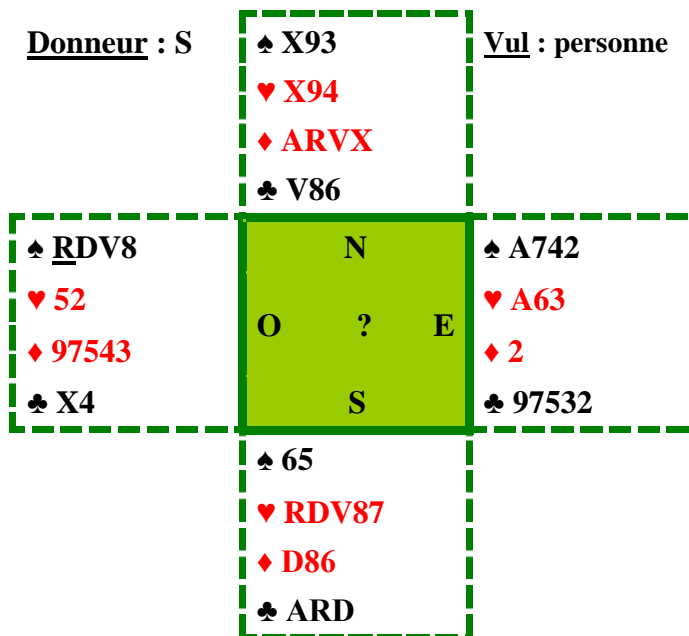 Donneur : S
♠ X93
Vul : personne
♥ X94
♦ ARVX
♣ V86
♠ RDV8
N
♠ A742
♥ 52
♥ A63
♦ 97543
O ? E
♦ 2
♣ X4
S
♣ 97532
♠ 65
♥ RDV87
♦ D86
♣ ARD